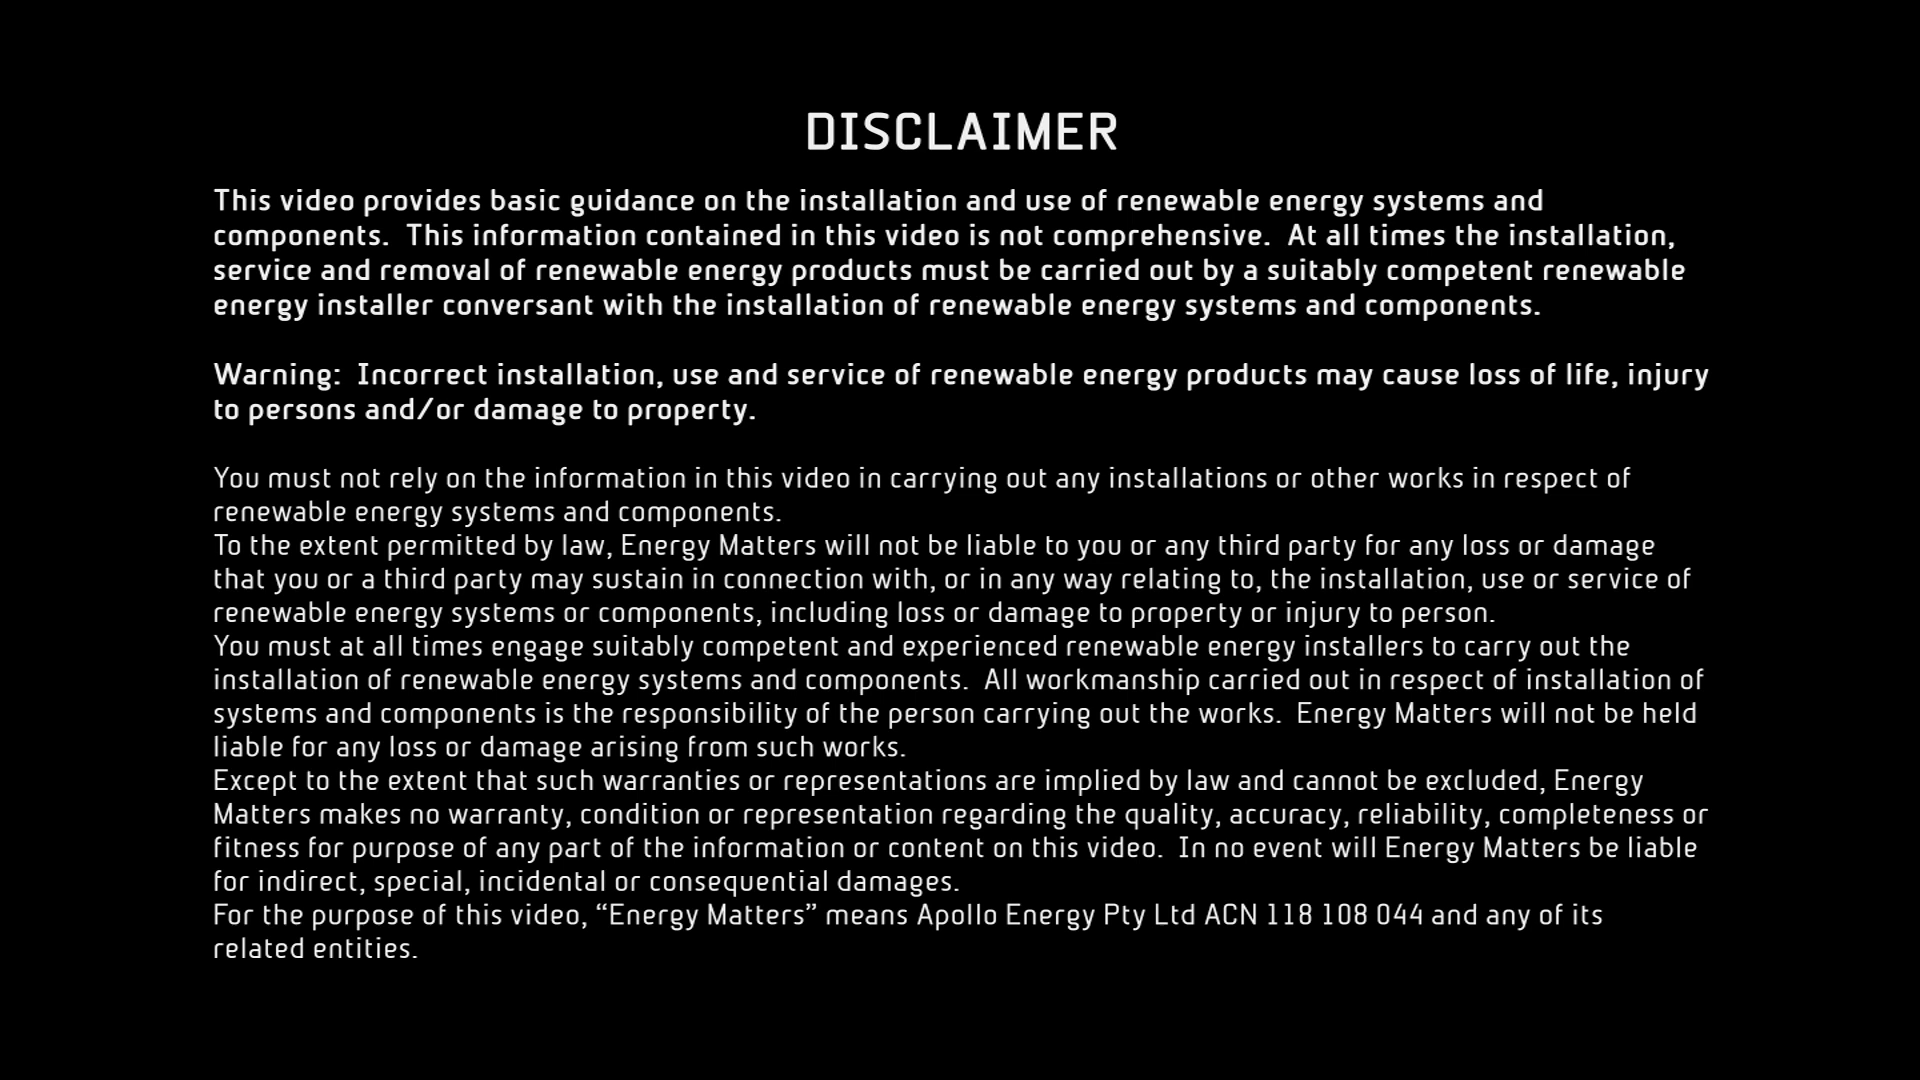 DISCLAIMER
This video provides basic guidance on the installation and use of renewable energy systems and
components.  This information contained in this video is not comprehensive.  At all times the installation,
service and removal of renewable energy products must be carried out by a suitably competent renewable
energy installer conversant with the installation of renewable energy systems and components.
Warning:  Incorrect installation, use and service of renewable energy products may cause loss of life, injury
to persons and/or damage to property.
You must not rely on the information in this video in carrying out any installations or other works in respect of
renewable energy systems and components.
To the extent permitted by law, Energy Matters will not be liable to you or any third party for any loss or damage
that you or a third party may sustain in connection with, or in any way relating to, the installation, use or service of
renewable energy systems or components, including loss or damage to property or injury to person.
You must at all times engage suitably competent and experienced renewable energy installers to carry out the
installation of renewable energy systems and components.  All workmanship carried out in respect of installation of
systems and components is the responsibility of the person carrying out the works.  Energy Matters will not be held
liable for any loss or damage arising from such works.
Except to the extent that such warranties or representations are implied by law and cannot be excluded, Energy
Matters makes no warranty, condition or representation regarding the quality, accuracy, reliability, completeness or
fitness for purpose of any part of the information or content on this video.  In no event will Energy Matters be liable
for indirect, special, incidental or consequential damages.
For the purpose of this video, “Energy Matters” means Apollo Energy Pty Ltd ACN 118 108 044 and any of its
related entities.